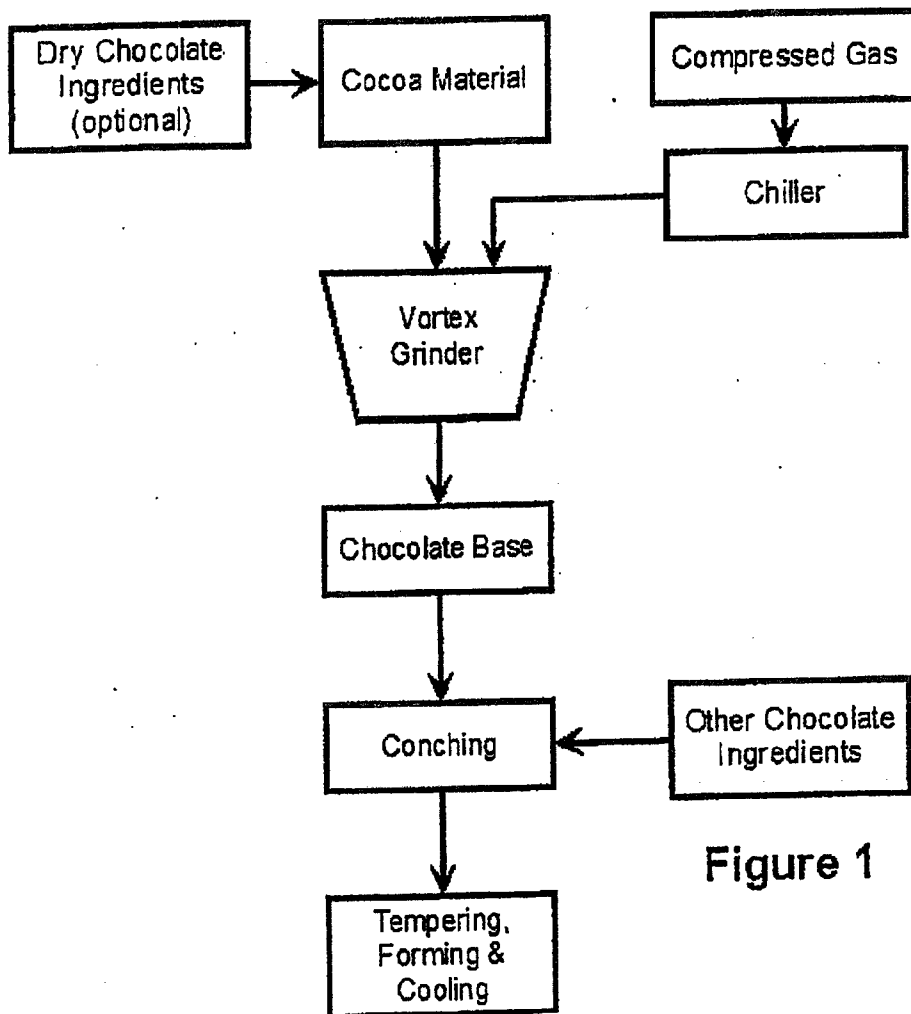 Dry Chocolate
Ingredients
(optional)
Cocoa Material
Compressed Gas
Chiller
Vortex
Grinder
Chocolate Base
Conching
Other Chocolate
Ingredients
Figure 1
Tempering,
Forming &
Cooling